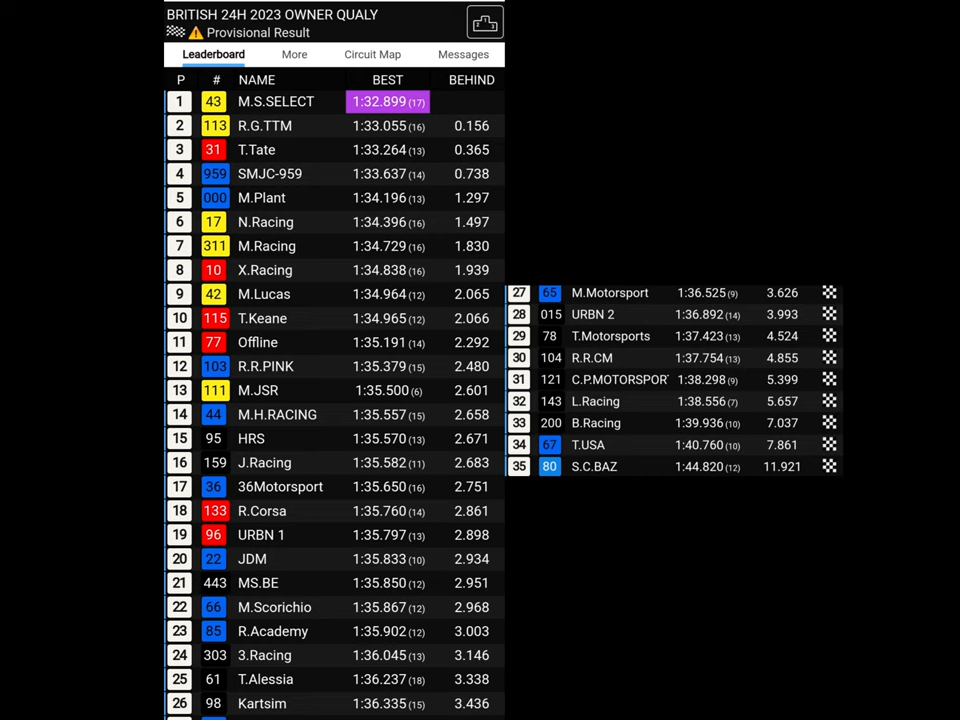 BRITISH 24H 2023 OWNER QUALY
Provisional Result
Leaderboard More Circuit Map Messages
P # NAME BEST BEHIND
1 43 M.S.SELECT 1:32.899 (17)
2 113 R.G.TTM 1:33.055 (16) 0.156
3 31 T.Tate 1:33.264 (13) 0.365
4 959 SMJC-959 1:33.637 (14) 0.738
5 000 M.Plant 1:34.196 (13) 1.297
6 17 N.Racing 1:34.396 (16) 1.497
7 311 M.Racing 1:34.729 (16) 1.830
8 10 X.Racing 1:34.838 (16) 1.939
9 42 M.Lucas 1:34.964 (12) 2.065
10 115 T.Keane 1:34.965 (12) 2.066
11 77 Offline 1:35.191 (14) 2.292
12 103 R.R.PINK 1:35.379 (15) 2.480
13 111 M.JSR 1:35.500 (6) 2.601
14 44 M.H.RACING 1:35.557 (15) 2.658
15 95 HRS 1:35.570 (13) 2.671
16 159 J.Racing 1:35.582 (11) 2.683
17 36 36Motorsport 1:35.650 (16) 2.751
18 133 R.Corsa 1:35.760 (14) 2.861
19 96 URBN 1 1:35.797 (13) 2.898
20 22 JDM 1:35.833 (10) 2.934
21 443 MS.BE 1:35.850 (12) 2.951
22 66 M.Scorichio 1:35.867 (12) 2.968
23 85 R.Academy 1:35.902 (12) 3.003
24 303 3.Racing 1:36.045 (13) 3.146
25 61 T.Alessia 1:36.237 (18) 3.338
26 98 Kartsim 1:36.335 (15) 3.436
27 65 M.Motorsport 1:36.525 (9) 3.626
28 015 URBN 2 1:36.892 (14) 3.993
29 78 T.Motorsports 1:37.423 (13) 4.524
30 104 R.R.CM 1:37.754 (13) 4.855
31 121 C.P.MOTORSPOR 1:38.298 (9) 5.399
32 143 L.Racing 1:38.556 (7) 5.657
33 200 B.Racing 1:39.936 (10) 7.037
34 67 T.USA 1:40.760 (10) 7.861
35 80 S.C.BAZ 1:44.820 (12) 11.921